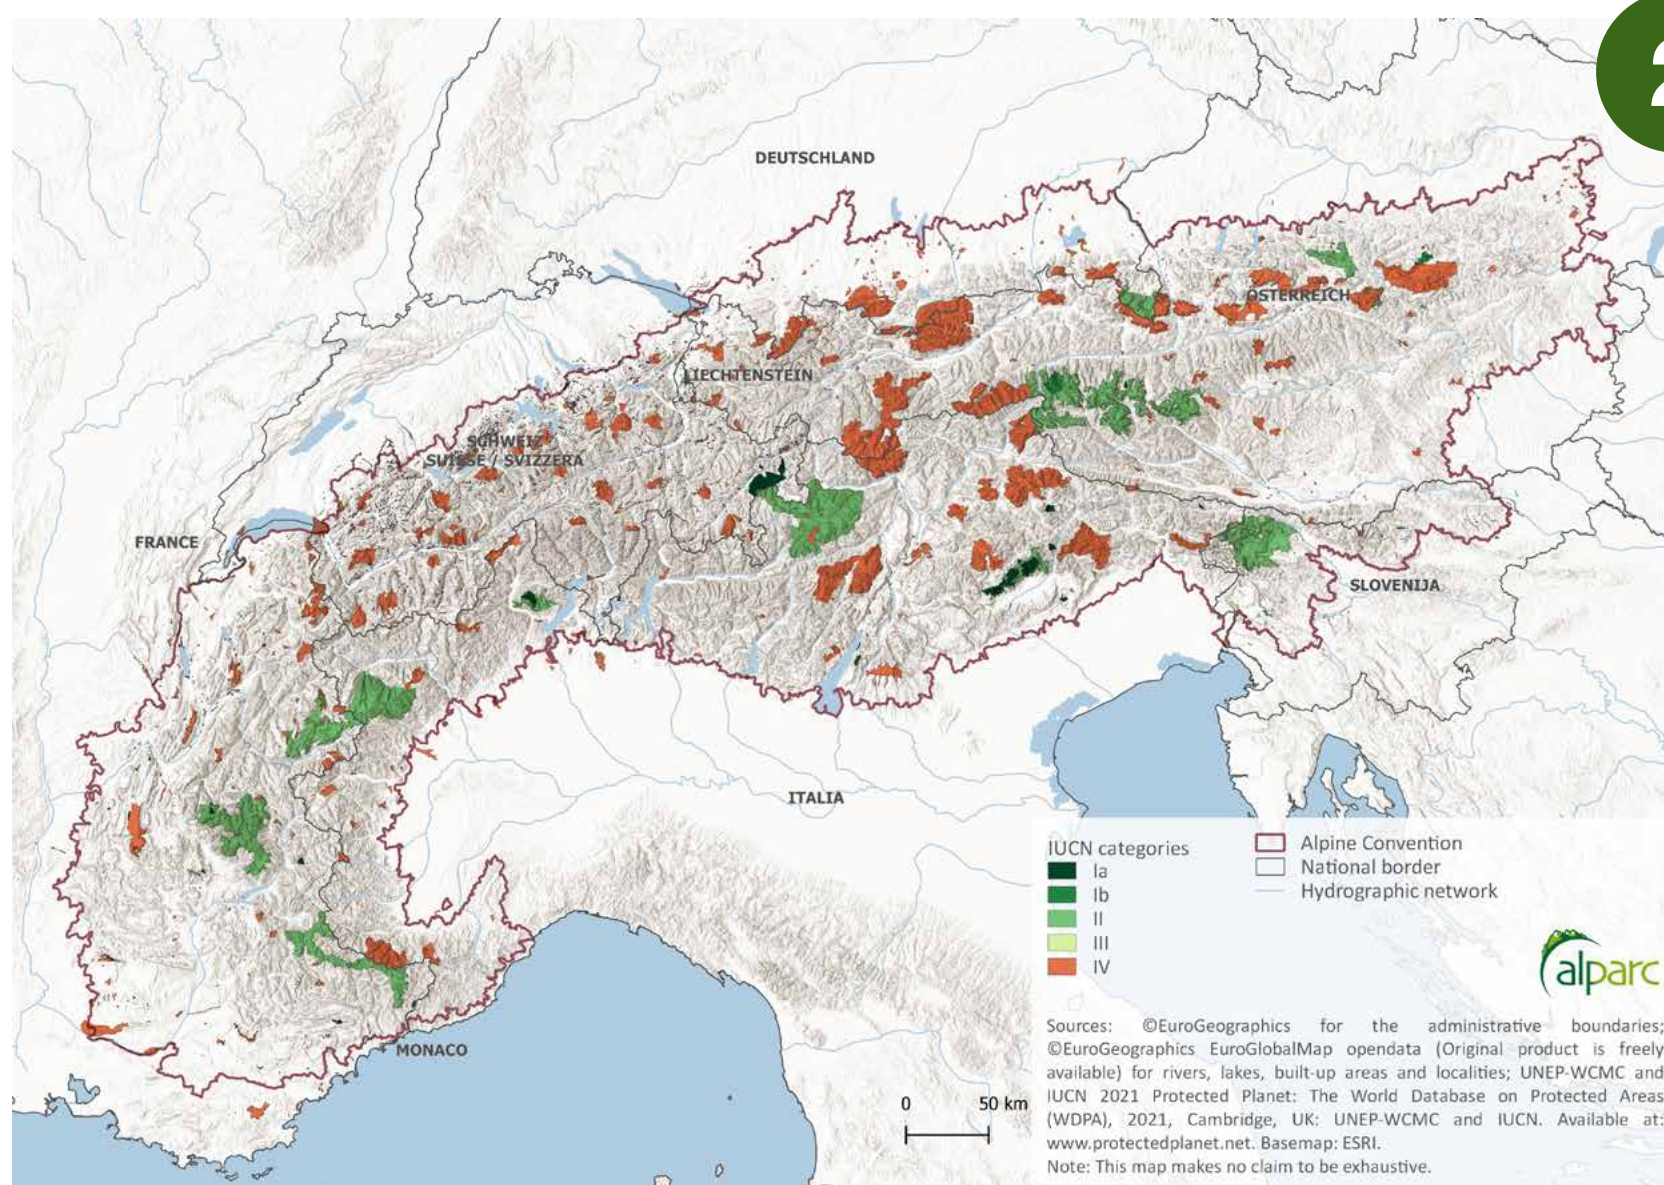 2
DEUTSCHLAND
ÖSTERREICH
LIECHTENSTEIN
SCHWEIZ
SUISSE / SVIZZERA
FRANCE
SLOVENIJA
ITALIA
MONACO
IUCN categories
Ia
Ib
II
III
IV
Alpine Convention
National border
Hydrographic network
alparc
0 50 km
Sources: ©EuroGeographics for the administrative boundaries;
©EuroGeographics EuroGlobalMap opendata (Original product is freely
available) for rivers, lakes, built-up areas and localities; UNEP-WCMC and
IUCN 2021 Protected Planet: The World Database on Protected Areas
(WDPA), 2021, Cambridge, UK: UNEP-WCMC and IUCN. Available at:
www.protectedplanet.net. Basemap: ESRI.
Note: This map makes no claim to be exhaustive.